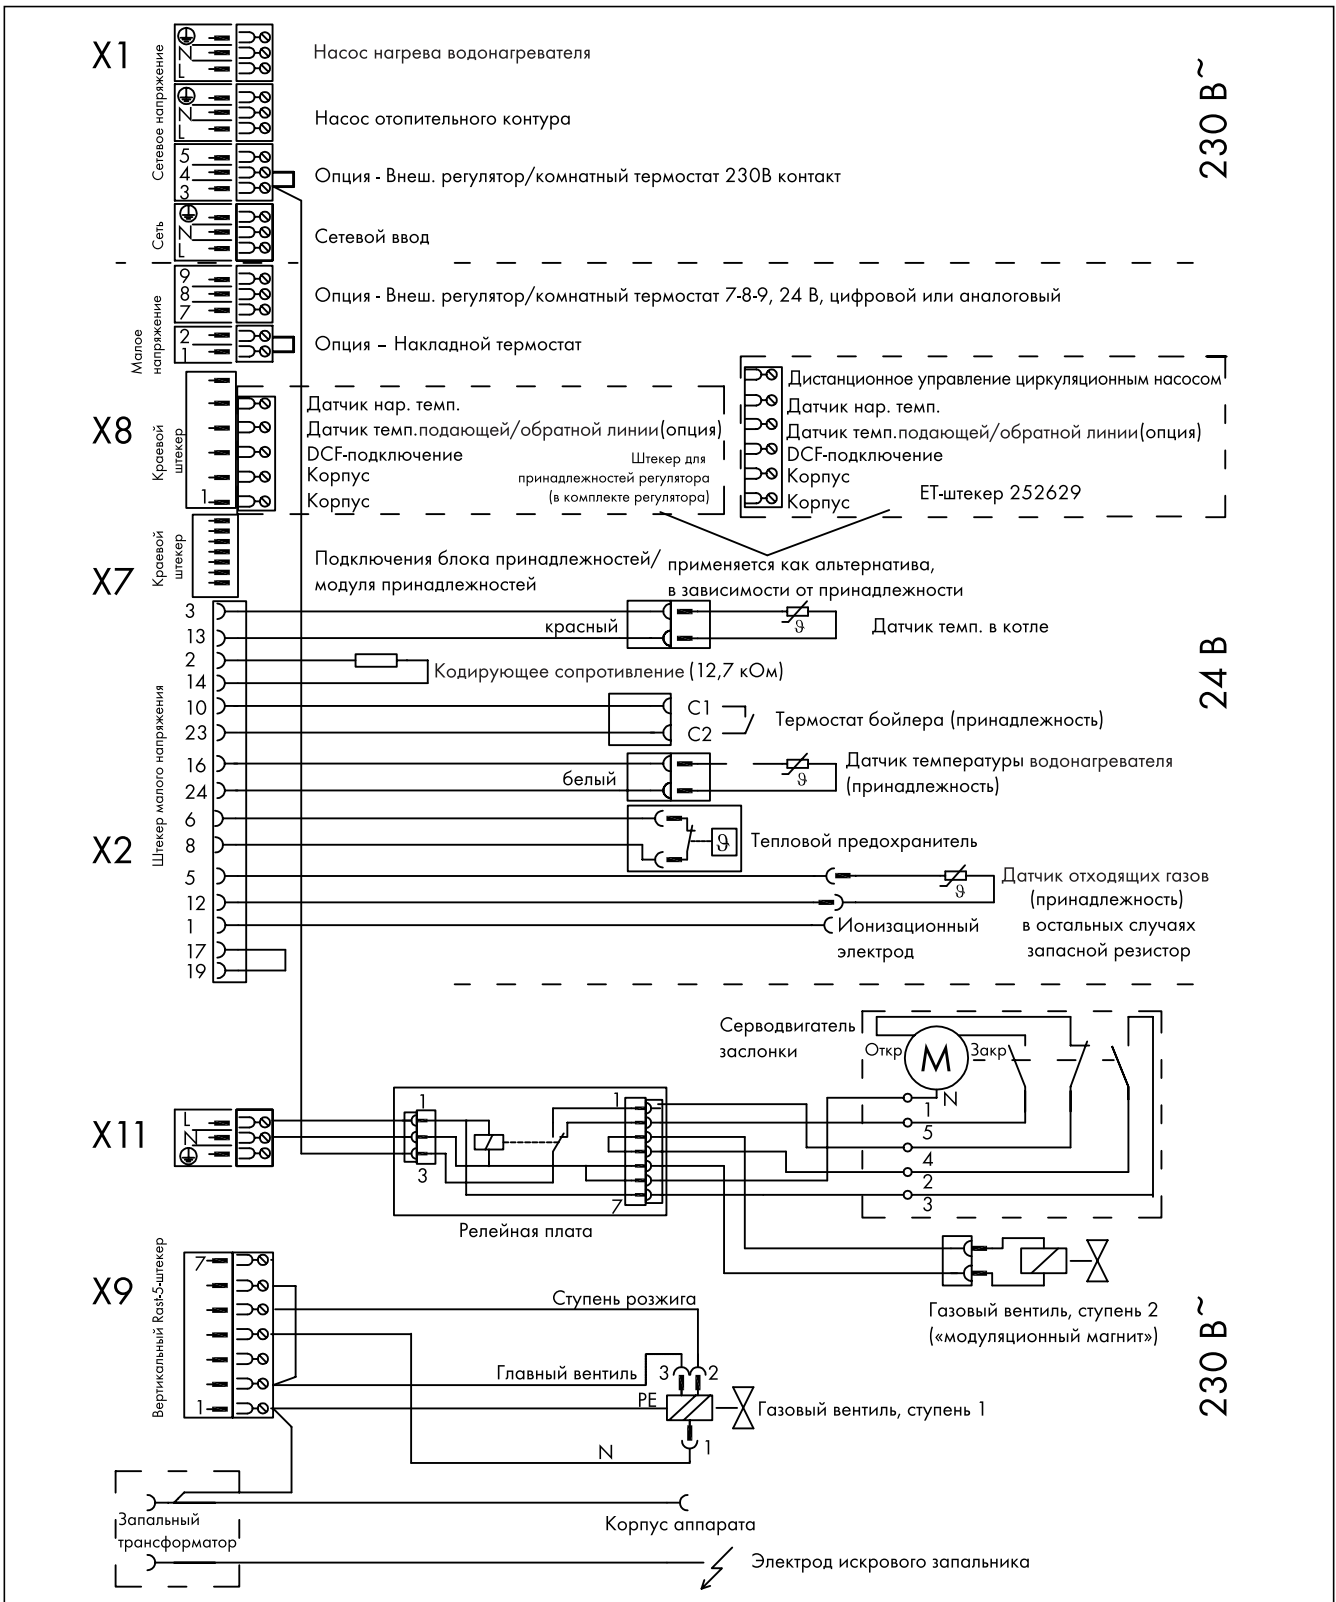 X1
Сетевое напряжение
N
L
Насос нагрева водонагревателя
230 В~
N
L
Насос отопительного контура
5
4
3
Опция - Внеш. регулятор/комнатный термостат 230В контакт
Сеть
N
L
Сетевой ввод
Малое
напряжение
9
8
7
Опция - Внеш. регулятор/комнатный термостат 7-8-9, 24 В, цифровой или аналоговый
2
1
Опция – Накладной термостат
X8
Краевой
штекер
1
Датчик нар. темп.
Датчик темп.подающей/обратной линии(опция)
DCF-подключение
Корпус
Корпус
Штекер для
принадлежностей регулятора
(в комплекте регулятора)
Дистанционное управление циркуляционным насосом
Датчик нар. темп.
Датчик темп.подающей/обратной линии(опция)
DCF-подключение
Корпус
Корпус
ET-штекер 252629
X7
Краевой
штекер
Подключения блока принадлежностей/
модуля принадлежностей
применяется как альтернатива,
в зависимости от принадлежности
24 В
X2
Штекер малого напряжения
3
13
красный
ϑ
Датчик темп. в котле
2
14
Кодирующее сопротивление (12,7 кОм)
10
23
C1
C2
Термостат бойлера (принадлежность)
16
24
белый
ϑ
Датчик температуры водонагревателя
(принадлежность)
6
8
ϑ
Тепловой предохранитель
5
12
ϑ
Датчик отходящих газов
(принадлежность)
в остальных случаях
запасной резистор
1
Ионизационный
электрод
17
19
Серводвигатель
заслонки
Откр
M
Закр
N
1
5
4
2
3
X11
L
N
1
3
1
7
Релейная плата
Газовый вентиль, ступень 2
(«модуляционный магнит»)
230 В~
X9
Вертикальный Rast-5-штекер
7
1
Ступень розжига
Главный вентиль
3
2
PE
Газовый вентиль, ступень 1
N
1
Запальный
трансформатор
Корпус аппарата
Электрод искрового запальника